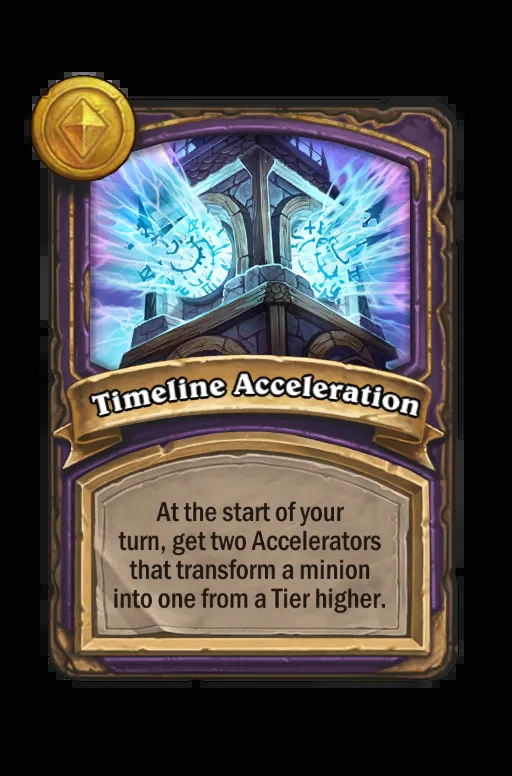 Timeline Acceleration
At the start of your
turn, get two Accelerators
that transform a minion
into one from a Tier higher.